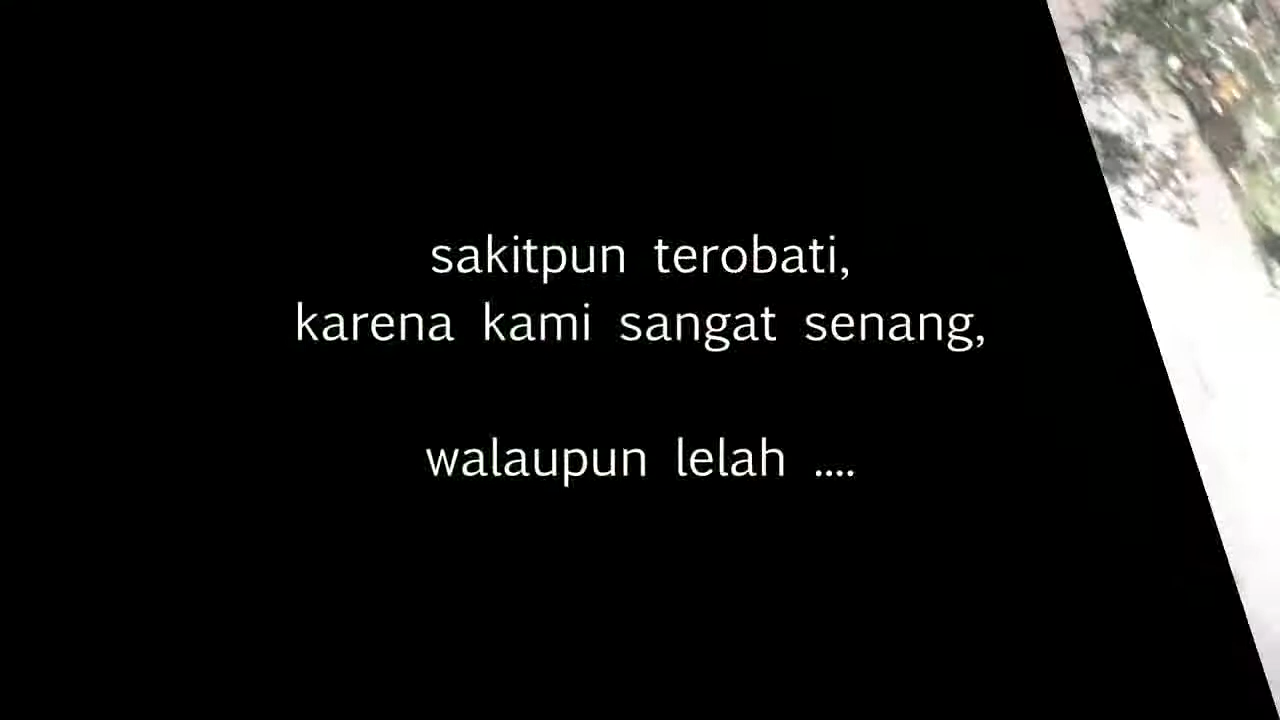 sakitpun terobati,
karena kami sangat senang,
walaupun lelah ....